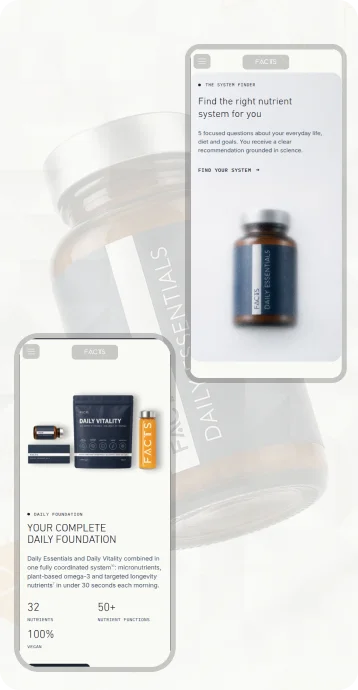 FACTS
THE SYSTEM FINDER
Find the right nutrient
system for you
5 focused questions about your everyday life,
diet and goals. You receive a clear
recommendation grounded in science.
FIND YOUR SYSTEM →
FACTS
DAILY ESSENTIALS
FACTS
DAILY ESSENTIALS
FACTS
DAILY VITALITY
FACTS
DAILY FOUNDATION
YOUR COMPLETE
DAILY FOUNDATION
Daily Essentials and Daily Vitality combined in
one fully coordinated system": micronutrients,
plant-based omega-3 and targeted longevity
nutrients* in under 30 seconds each morning.
32 50+
NUTRIENTS NUTRIENT FUNCTIONS
100%
VEGAN